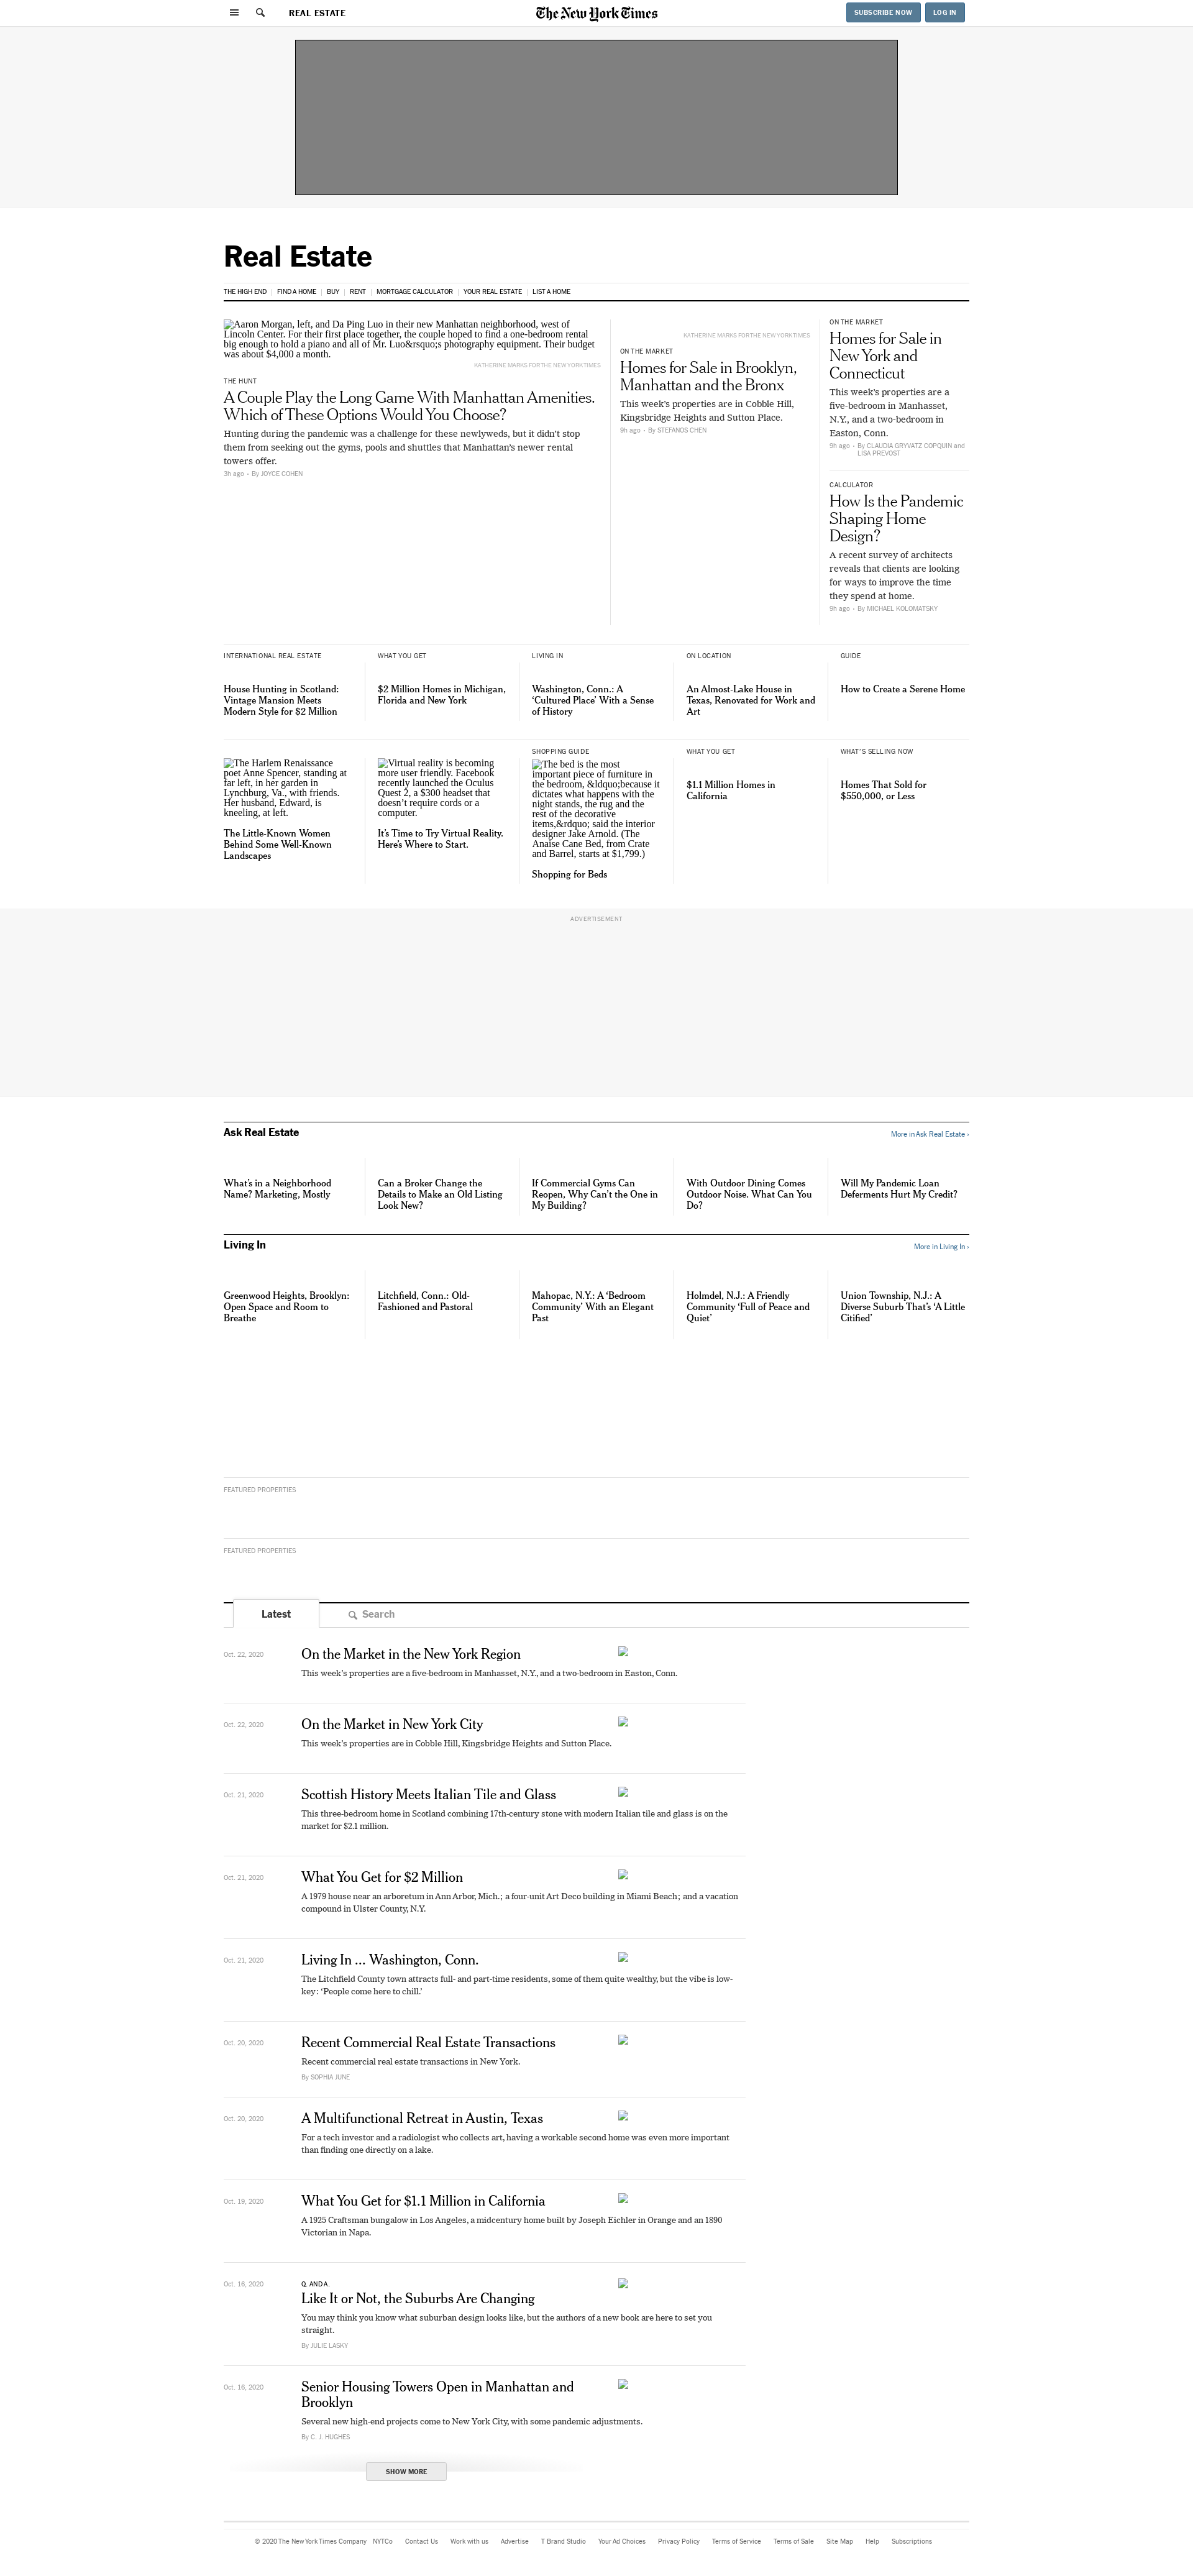 REAL ESTATE
The New York Times
SUBSCRIBE NOW
LOG IN
Real Estate
THE HIGH END
FIND A HOME
BUY
RENT
MORTGAGE CALCULATOR
YOUR REAL ESTATE
LIST A HOME
Aaron Morgan, left, and Da Ping Luo in their new Manhattan neighborhood, west of
Lincoln Center. For their first place together, the couple hoped to find a one-bedroom rental
big enough to hold a piano and all of Mr. Luo&rsquo;s photography equipment. Their budget
was about $4,000 a month.
KATHERINE MARKS FOR THE NEW YORK TIMES
THE HUNT
A Couple Play the Long Game With Manhattan Amenities.
Which of These Options Would You Choose?
Hunting during the pandemic was a challenge for these newlyweds, but it didn't stop
them from seeking out the gyms, pools and shuttles that Manhattan's newer rental
towers offer.
3h ago • By JOYCE COHEN
KATHERINE MARKS FOR THE NEW YORK TIMES
ON THE MARKET
Homes for Sale in Brooklyn,
Manhattan and the Bronx
This week's properties are in Cobble Hill,
Kingsbridge Heights and Sutton Place.
9h ago • By STEFANOS CHEN
ON THE MARKET
Homes for Sale in
New York and
Connecticut
This week's properties are a
five-bedroom in Manhasset,
N.Y., and a two-bedroom in
Easton, Conn.
9h ago • By CLAUDIA GRYVATZ COPQUIN and
LISA PREVOST
CALCULATOR
How Is the Pandemic
Shaping Home
Design?
A recent survey of architects
reveals that clients are looking
for ways to improve the time
they spend at home.
9h ago • By MICHAEL KOLOMATSKY
INTERNATIONAL REAL ESTATE
House Hunting in Scotland:
Vintage Mansion Meets
Modern Style for $2 Million
WHAT YOU GET
$2 Million Homes in Michigan,
Florida and New York
LIVING IN
Washington, Conn.: A
‘Cultured Place’ With a Sense
of History
ON LOCATION
An Almost-Lake House in
Texas, Renovated for Work and
Art
GUIDE
How to Create a Serene Home
The Harlem Renaissance
poet Anne Spencer, standing at
far left, in her garden in
Lynchburg, Va., with friends.
Her husband, Edward, is
kneeling, at left.
The Little-Known Women
Behind Some Well-Known
Landscapes
Virtual reality is becoming
more user friendly. Facebook
recently launched the Oculus
Quest 2, a $300 headset that
doesn’t require cords or a
computer.
It’s Time to Try Virtual Reality.
Here’s Where to Start.
SHOPPING GUIDE
The bed is the most
important piece of furniture in
the bedroom, &ldquo;because it
dictates what happens with the
night stands, the rug and the
rest of the decorative
items,&rdquo; said the interior
designer Jake Arnold. (The
Anaise Cane Bed, from Crate
and Barrel, starts at $1,799.)
Shopping for Beds
WHAT YOU GET
$1.1 Million Homes in
California
WHAT'S SELLING NOW
Homes That Sold for
$550,000, or Less
ADVERTISEMENT
Ask Real Estate
More in Ask Real Estate ›
What’s in a Neighborhood
Name? Marketing, Mostly
Can a Broker Change the
Details to Make an Old Listing
Look New?
If Commercial Gyms Can
Reopen, Why Can’t the One in
My Building?
With Outdoor Dining Comes
Outdoor Noise. What Can You
Do?
Will My Pandemic Loan
Deferments Hurt My Credit?
Living In
More in Living In ›
Greenwood Heights, Brooklyn:
Open Space and Room to
Breathe
Litchfield, Conn.: Old-
Fashioned and Pastoral
Mahopac, N.Y.: A ‘Bedroom
Community’ With an Elegant
Past
Holmdel, N.J.: A Friendly
Community ‘Full of Peace and
Quiet’
Union Township, N.J.: A
Diverse Suburb That’s ‘A Little
Citified’
FEATURED PROPERTIES
FEATURED PROPERTIES
Latest
Search
Oct. 22, 2020
On the Market in the New York Region
This week’s properties are a five-bedroom in Manhasset, N.Y., and a two-bedroom in Easton, Conn.
Oct. 22, 2020
On the Market in New York City
This week’s properties are in Cobble Hill, Kingsbridge Heights and Sutton Place.
Oct. 21, 2020
Scottish History Meets Italian Tile and Glass
This three-bedroom home in Scotland combining 17th-century stone with modern Italian tile and glass is on the
market for $2.1 million.
Oct. 21, 2020
What You Get for $2 Million
A 1979 house near an arboretum in Ann Arbor, Mich.; a four-unit Art Deco building in Miami Beach; and a vacation
compound in Ulster County, N.Y.
Oct. 21, 2020
Living In ... Washington, Conn.
The Litchfield County town attracts full- and part-time residents, some of them quite wealthy, but the vibe is low-
key: ‘People come here to chill.’
Oct. 20, 2020
Recent Commercial Real Estate Transactions
Recent commercial real estate transactions in New York.
By SOPHIA JUNE
Oct. 20, 2020
A Multifunctional Retreat in Austin, Texas
For a tech investor and a radiologist who collects art, having a workable second home was even more important
than finding one directly on a lake.
Oct. 19, 2020
What You Get for $1.1 Million in California
A 1925 Craftsman bungalow in Los Angeles, a midcentury home built by Joseph Eichler in Orange and an 1890
Victorian in Napa.
Oct. 16, 2020
Q. AND A.
Like It or Not, the Suburbs Are Changing
You may think you know what suburban design looks like, but the authors of a new book are here to set you
straight.
By JULIE LASKY
Oct. 16, 2020
Senior Housing Towers Open in Manhattan and
Brooklyn
Several new high-end projects come to New York City, with some pandemic adjustments.
By C. J. HUGHES
SHOW MORE
© 2020 The New York Times Company
NYTCo
Contact Us
Work with us
Advertise
T Brand Studio
Your Ad Choices
Privacy Policy
Terms of Service
Terms of Sale
Site Map
Help
Subscriptions